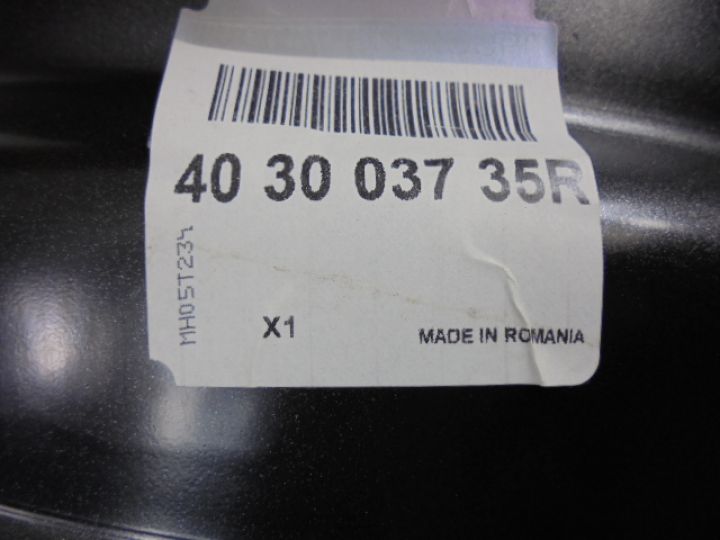 40 30 037 35R
MH05T234
X1
MADE IN ROMANIA